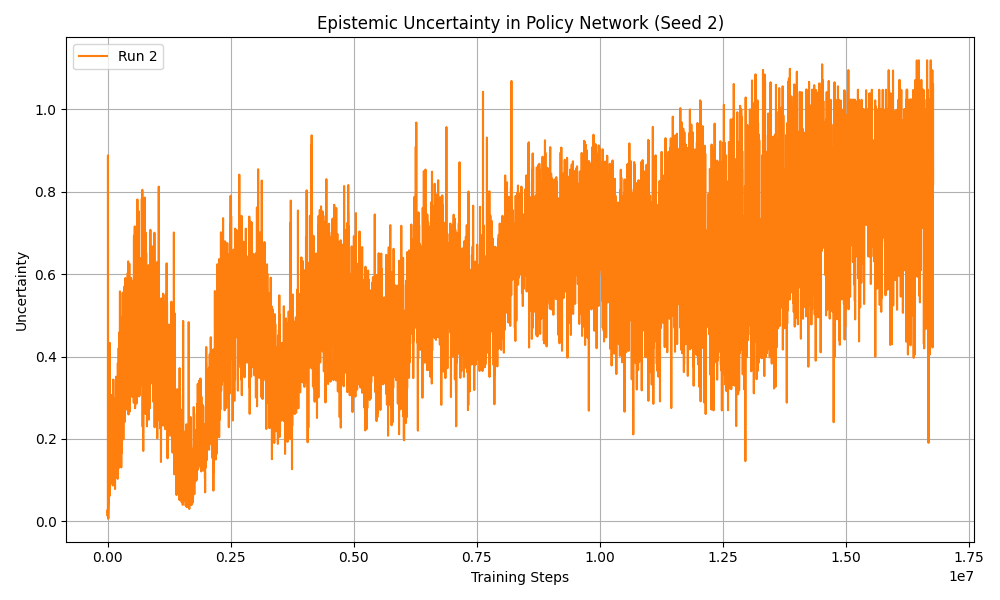 Epistemic Uncertainty in Policy Network (Seed 2)
Run 2
Uncertainty
1.0
0.8
0.6
0.4
0.2
0.0
0.00 0.25 0.50 0.75 1.00 1.25 1.50 1.75
1e7
Training Steps